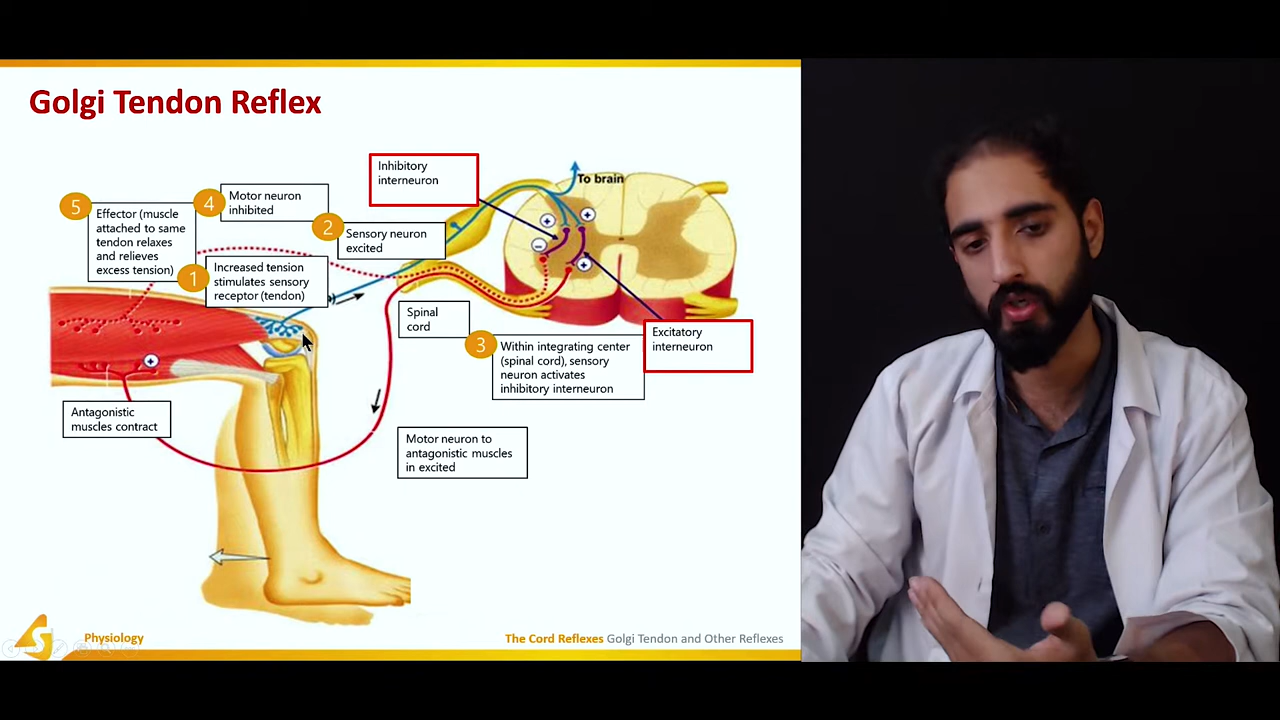 Golgi Tendon Reflex
Inhibitory
interneuron
To brain
5
Effector (muscle
attached to same
tendon relaxes
and relieves
excess tension)
4
Motor neuron
inhibited
2
Sensory neuron
excited
1
Increased tension
stimulates sensory
receptor (tendon)
+
+
−
+
+
Spinal
cord
3
Within integrating center
(spinal cord), sensory
neuron activates
inhibitory interneuron
Excitatory
interneuron
Antagonistic
muscles contract
Motor neuron to
antagonistic muscles
in excited
S
Physiology
The Cord Reflexes Golgi Tendon and Other Reflexes